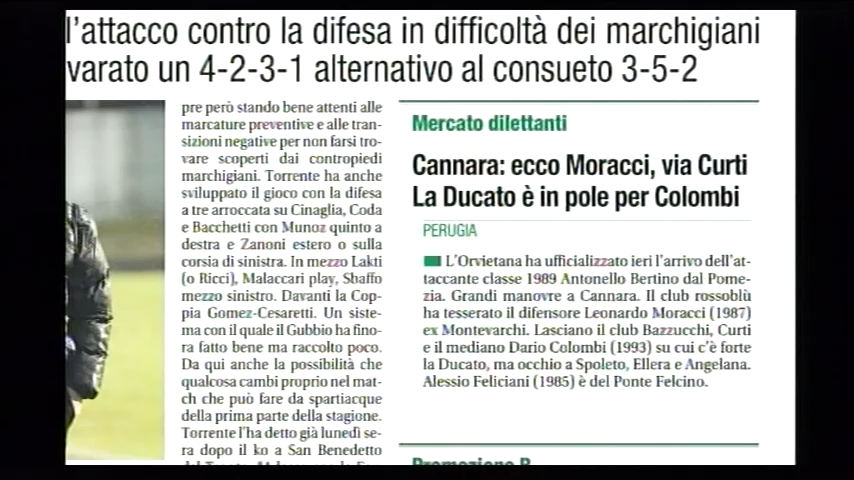 l'attacco contro la difesa in difficoltà dei marchigiani
varato un 4-2-3-1 alternativo al consueto 3-5-2
pre però stando bene attenti alle
marcature preventive e alle tran-
sizioni negative per non farsi tro-
vare scoperti dai contropiedi
marchigiani. Torrente ha anche
sviluppato il gioco con la difesa
a tre arroccata su Cinaglia, Coda
e Bacchetti con Munoz quinto a
destra e Zanoni estero o sulla
corsia di sinistra. In mezzo Lakti
(o Ricci), Malaccari play, Sbaffo
mezzo sinistro. Davanti la Cop-
pia Gomez-Cesaretti. Un siste-
ma con il quale il Gubbio ha fino-
ra fatto bene ma raccolto poco.
Da qui anche la possibilità che
qualcosa cambi proprio nel mat-
ch che può fare da spartiacque
della prima parte della stagione.
Torrente l'ha detto già lunedì se-
ra dopo il ko a San Benedetto
Mercato dilettanti
Cannara: ecco Moracci, via Curti
La Ducato è in pole per Colombi
PERUGIA
L'Orvietana ha ufficializzato ieri l'arrivo dell'at-
taccante classe 1989 Antonello Bertino dal Pome-
zia. Grandi manovre a Cannara. Il club rossoblù
ha tesserato il difensore Leonardo Moracci (1987)
ex Montevarchi. Lasciano il club Bazzucchi, Curti
e il mediano Dario Colombi (1993) su cui c'è forte
la Ducato, ma occhio a Spoleto, Ellera e Angelana.
Alessio Feliciani (1985) è del Ponte Felcino.
Promozione B